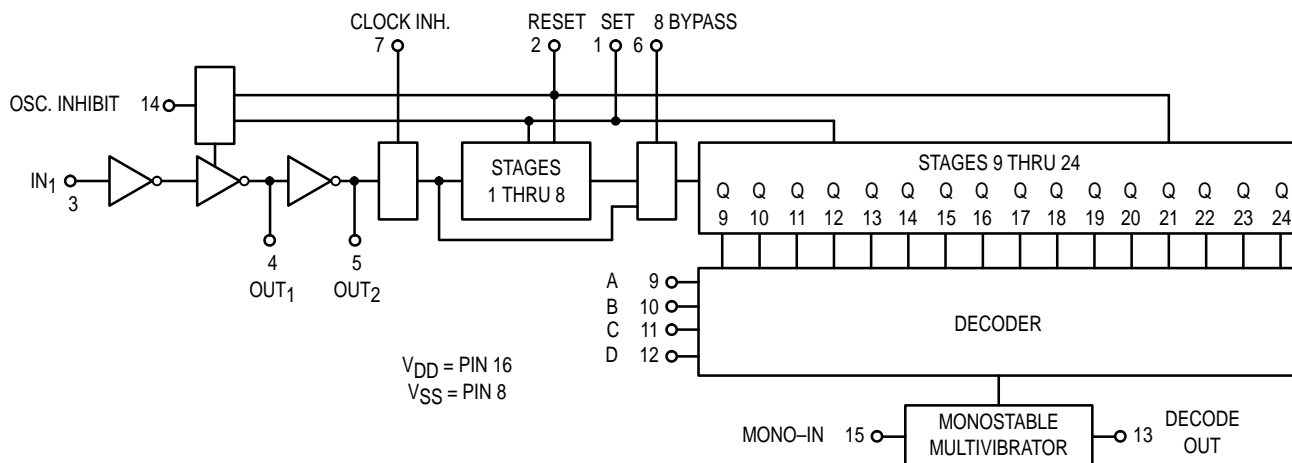 CLOCK INH.
7
RESET
2
SET
1
8 BYPASS
6
OSC. INHIBIT 14
IN1
3
STAGES
1 THRU 8
STAGES 9 THRU 24
Q Q Q Q Q Q Q Q Q Q Q Q Q Q Q Q
9 10 11 12 13 14 15 16 17 18 19 20 21 22 23 24
4
OUT1
5
OUT2
A 9
B 10
C 11
D 12
DECODER
VDD = PIN 16
VSS = PIN 8
MONO–IN 15
MONOSTABLE
MULTIVIBRATOR
13 DECODE
OUT